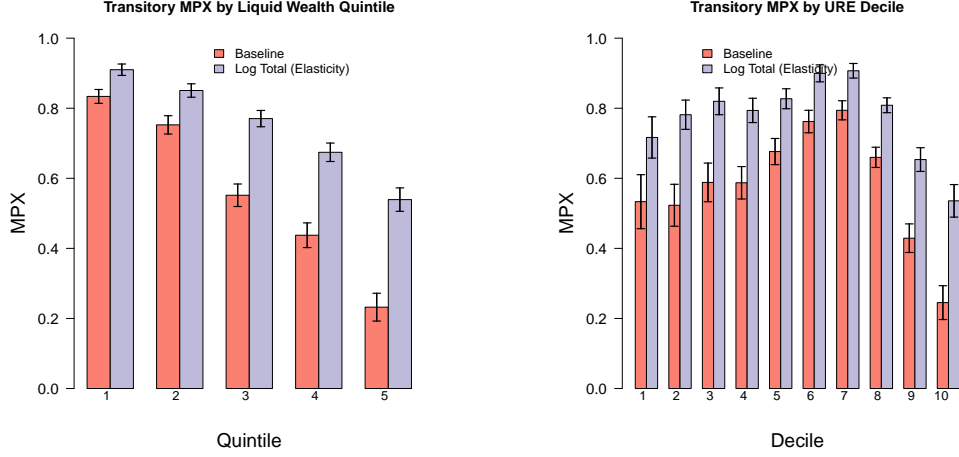 Transitory MPX by Liquid Wealth Quintile
MPX
1.0
0.8
0.6
0.4
0.2
0.0
Baseline
Log Total (Elasticity)
1 2 3 4 5
Quintile
Transitory MPX by URE Decile
MPX
1.0
0.8
0.6
0.4
0.2
0.0
Baseline
Log Total (Elasticity)
1 2 3 4 5 6 7 8 9 10
Decile